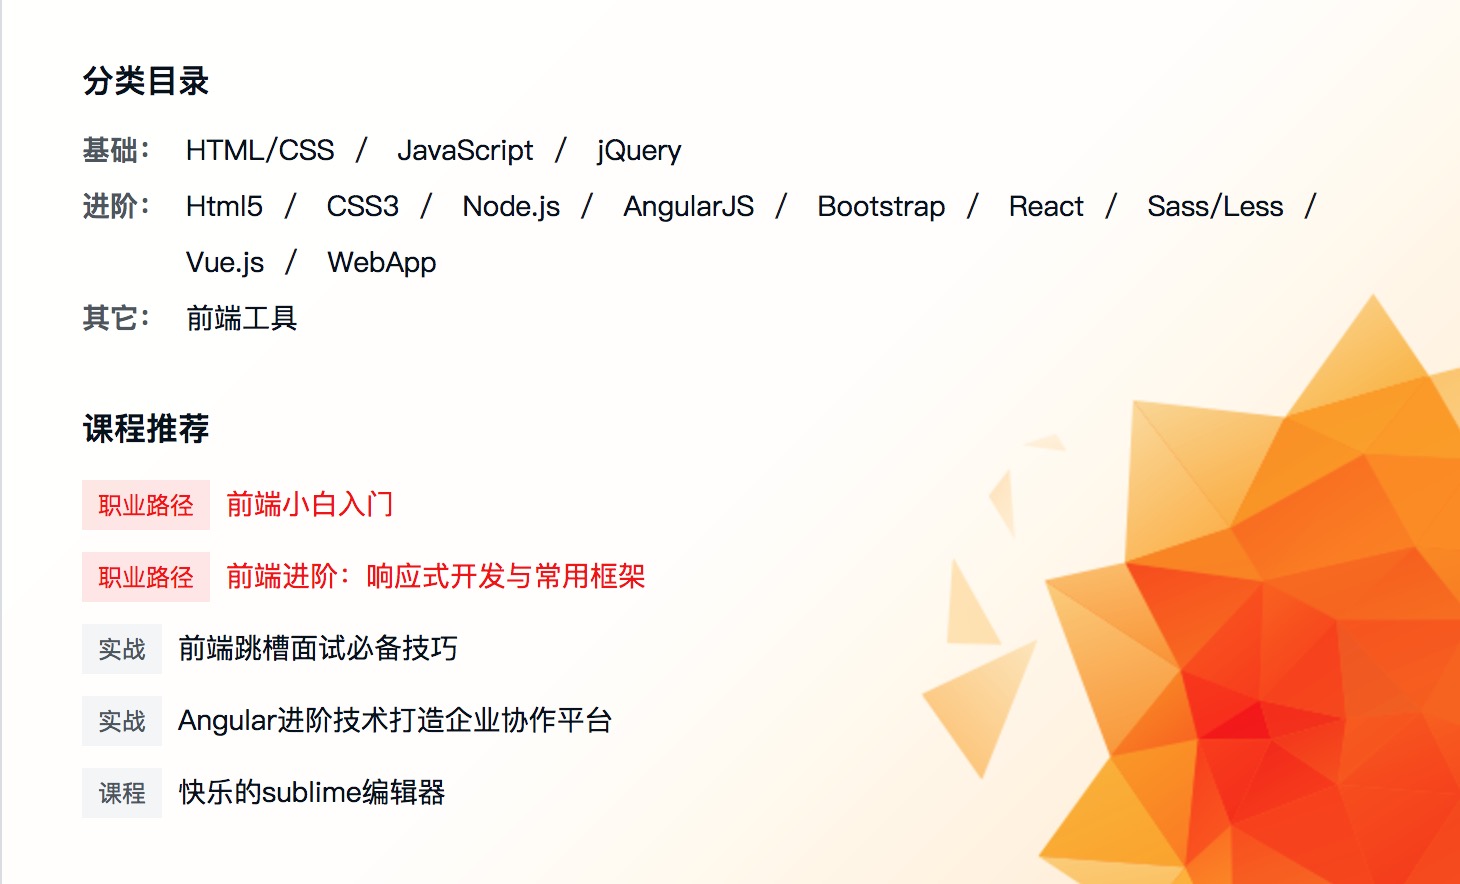 分类目录
基础： HTML/CSS / JavaScript / jQuery
进阶： Html5 / CSS3 / Node.js / AngularJS / Bootstrap / React / Sass/Less /
Vue.js / WebApp
其它： 前端工具
课程推荐
职业路径 前端小白入门
职业路径 前端进阶：响应式开发与常用框架
实战 前端跳槽面试必备技巧
实战 Angular进阶技术打造企业协作平台
课程 快乐的sublime编辑器